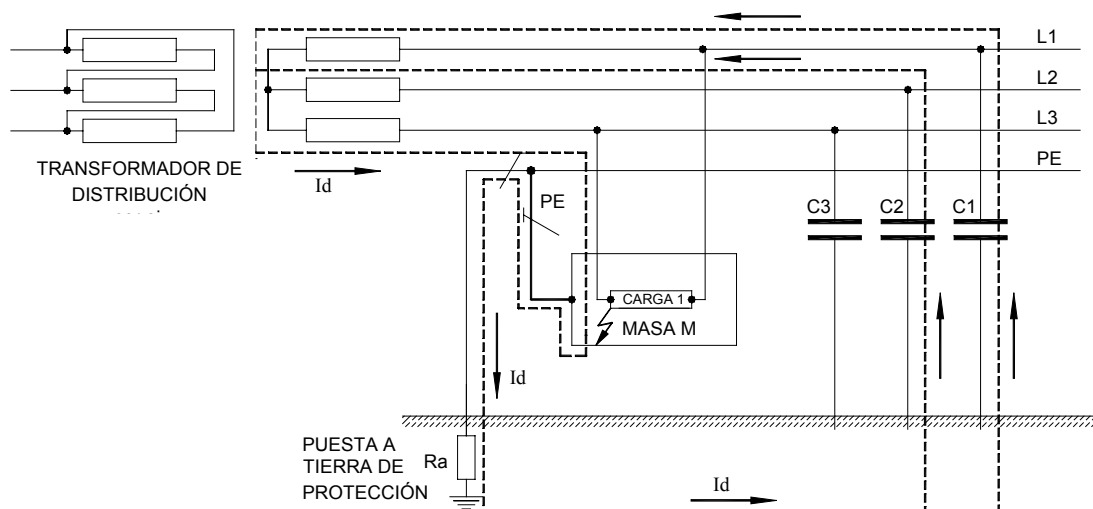 L1
L2
L3
PE
TRANSFORMADOR DE
DISTRIBUCIÓN
Id
PE
C3
C2
C1
CARGA 1
MASA M
Id
PUESTA A
TIERRA DE
PROTECCIÓN
Ra
Id